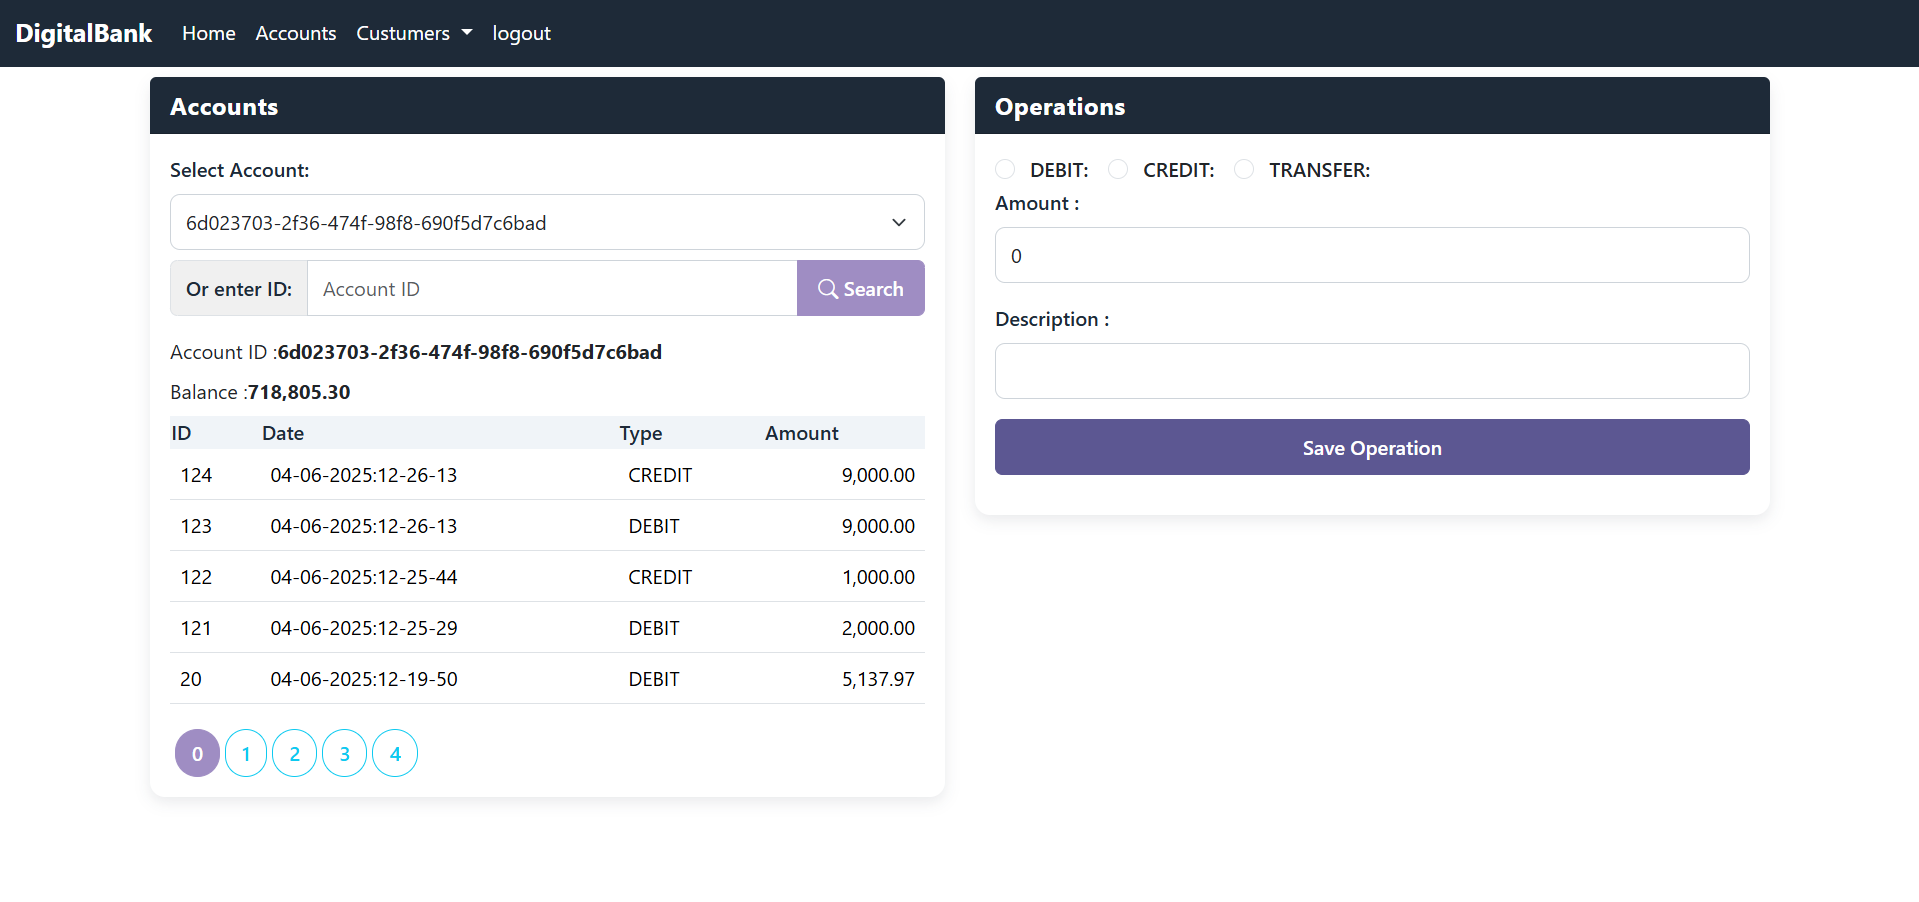 DigitalBank Home Accounts Custumers logout
Accounts
Select Account:
6d023703-2f36-474f-98f8-690f5d7c6bad
Or enter ID: Account ID Search
Account ID :6d023703-2f36-474f-98f8-690f5d7c6bad
Balance :718,805.30
ID Date Type Amount
124 04-06-2025:12-26-13 CREDIT 9,000.00
123 04-06-2025:12-26-13 DEBIT 9,000.00
122 04-06-2025:12-25-44 CREDIT 1,000.00
121 04-06-2025:12-25-29 DEBIT 2,000.00
20 04-06-2025:12-19-50 DEBIT 5,137.97
0 1 2 3 4
Operations
DEBIT: CREDIT: TRANSFER:
Amount :
0
Description :
Save Operation